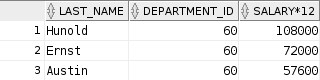 LAST_NAME DEPARTMENT_ID SALARY*12
1 Hunold 60 108000
2 Ernst 60 72000
3 Austin 60 57600